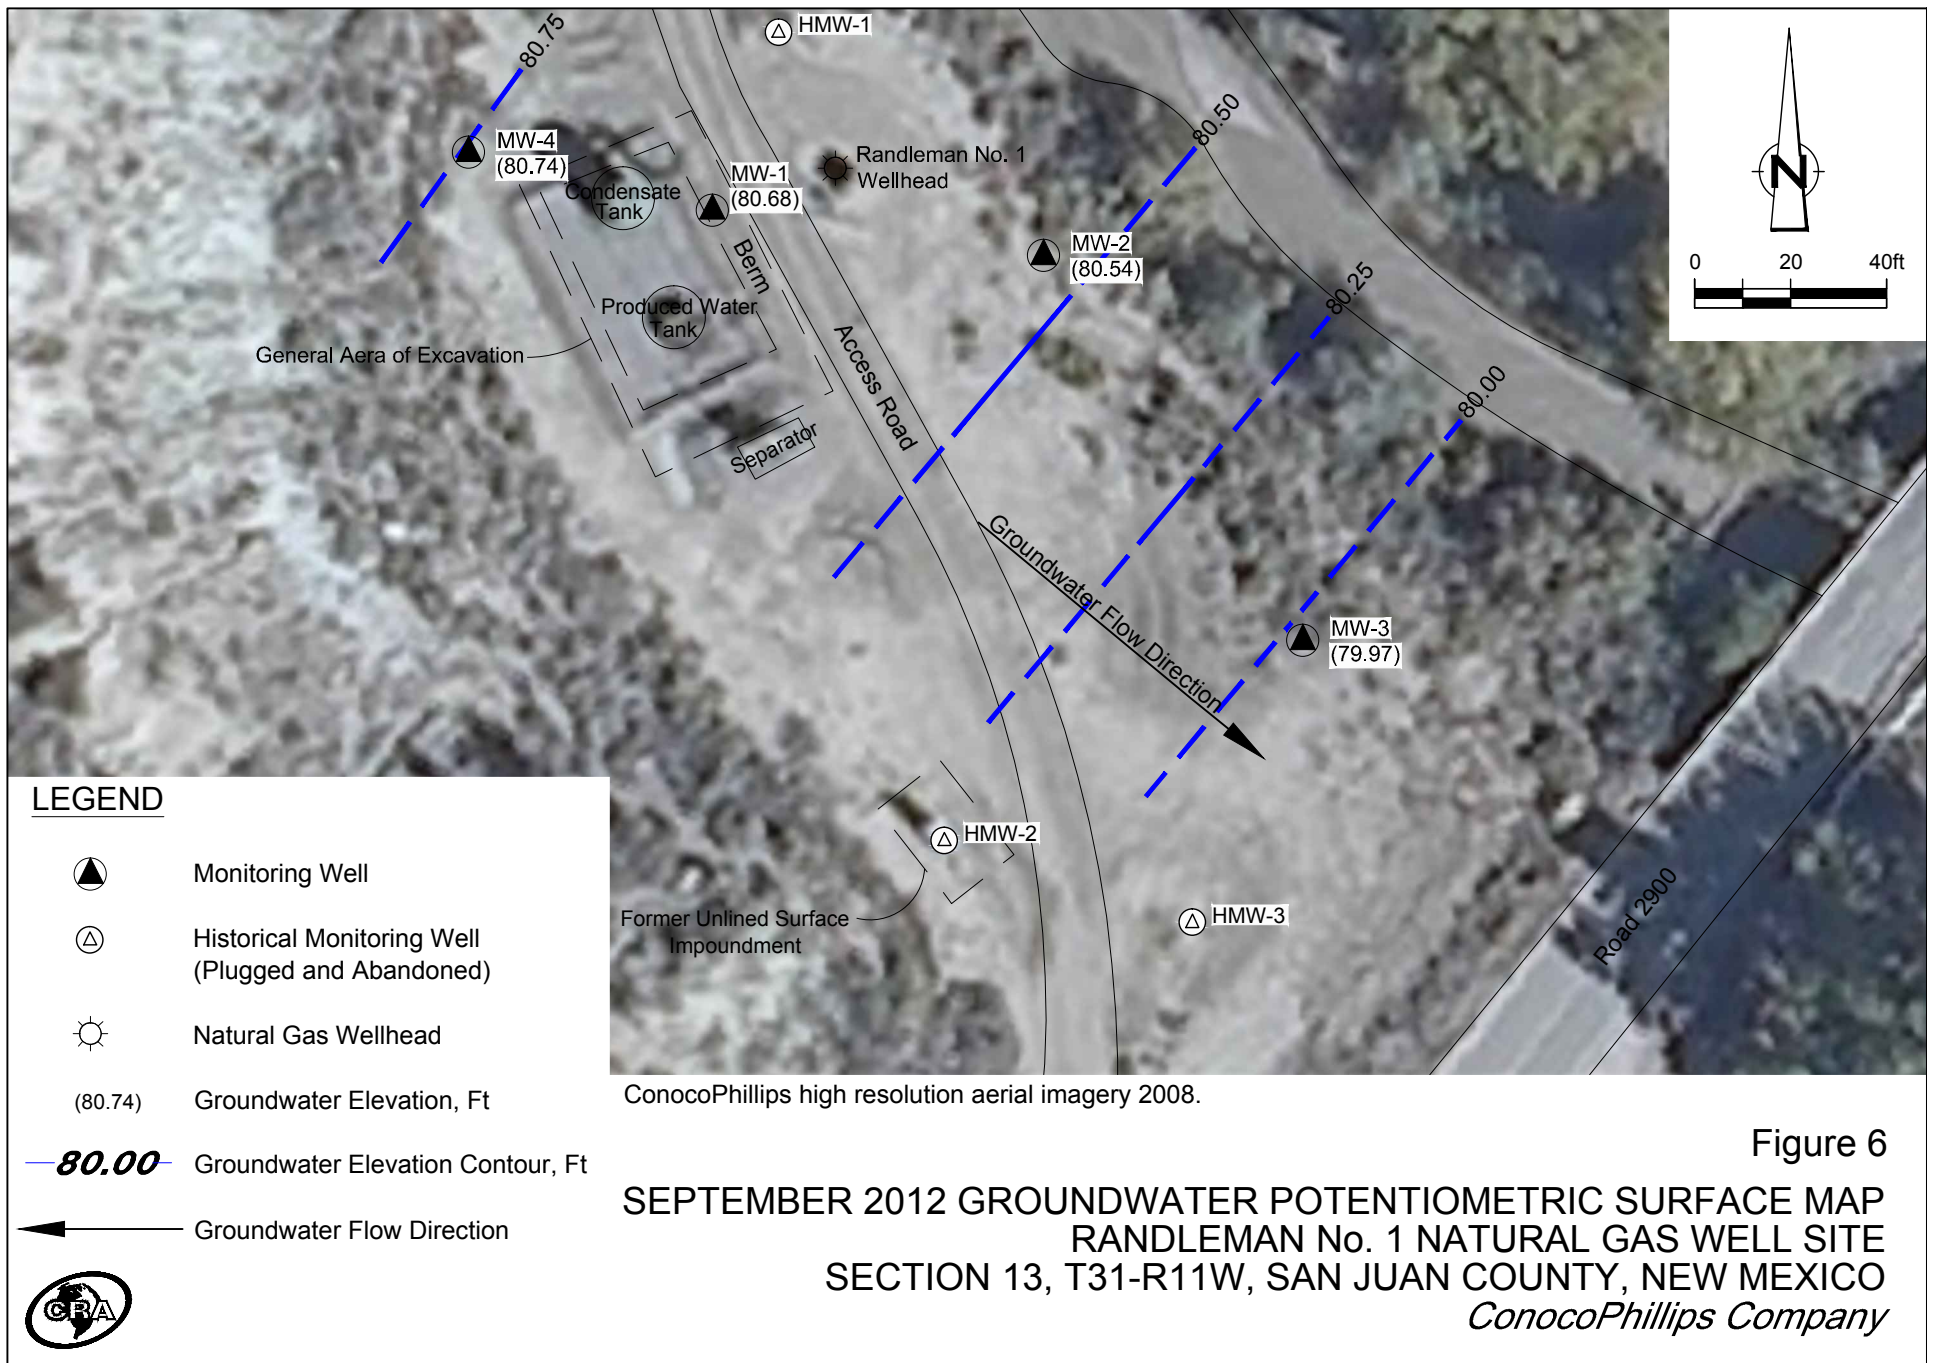 HMW-1
80.75
80.50
MW-4
(80.74)
Randleman No. 1
Wellhead
Condensate
Tank
MW-1
(80.68)
N
MW-2
(80.54)
Berm
0 20 40ft
80.25
Produced Water
Tank
General Aera of Excavation
Access Road
80.00
Separator
Groundwater Flow Direction
MW-3
(79.97)
HMW-2
HMW-3
Former Unlined Surface
Impoundment
Road 2900
LEGEND
Monitoring Well
Historical Monitoring Well
(Plugged and Abandoned)
Natural Gas Wellhead
(80.74) Groundwater Elevation, Ft
80.00 Groundwater Elevation Contour, Ft
Groundwater Flow Direction
CRA
ConocoPhillips high resolution aerial imagery 2008.
Figure 6
SEPTEMBER 2012 GROUNDWATER POTENTIOMETRIC SURFACE MAP
RANDLEMAN No. 1 NATURAL GAS WELL SITE
SECTION 13, T31-R11W, SAN JUAN COUNTY, NEW MEXICO
ConocoPhillips Company